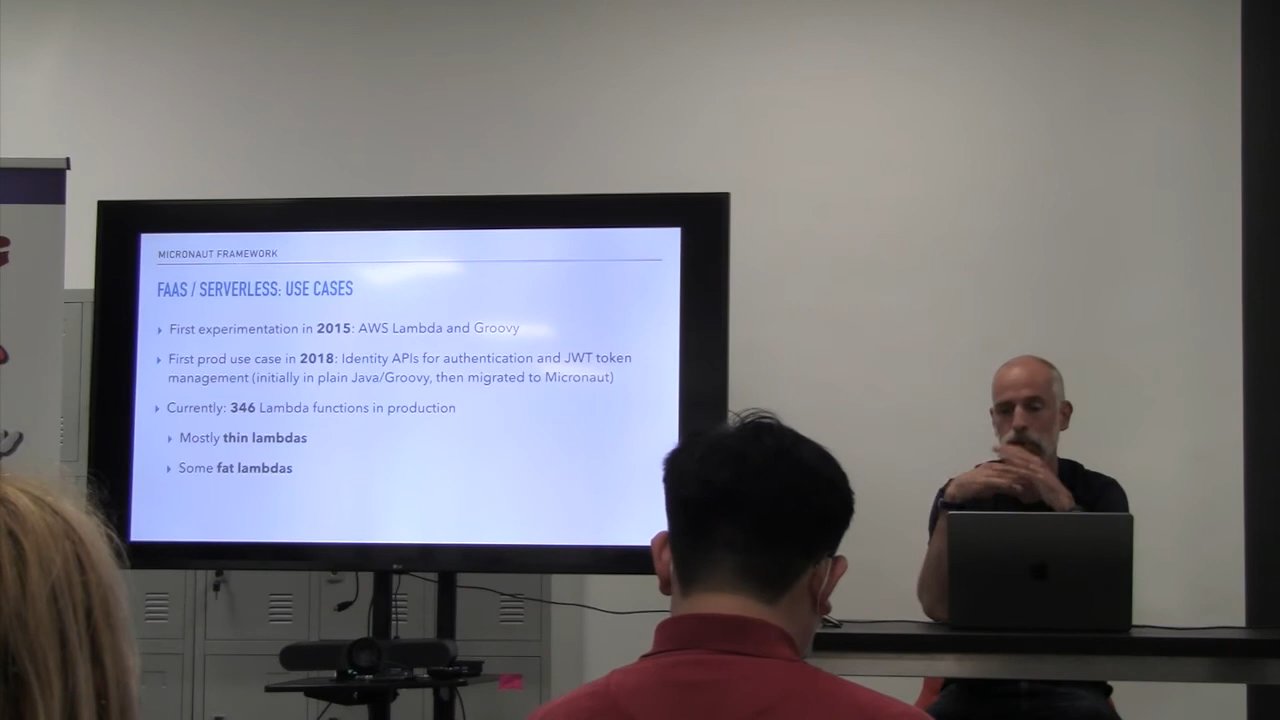 MICRONAUT FRAMEWORK
FAAS / SERVERLESS: USE CASES
First experimentation in 2015: AWS Lambda and Groovy
First prod use case in 2018: Identity APIs for authentication and JWT token
management (initially in plain Java/Groovy, then migrated to Micronaut)
Currently: 346 Lambda functions in production
Mostly thin lambdas
Some fat lambdas